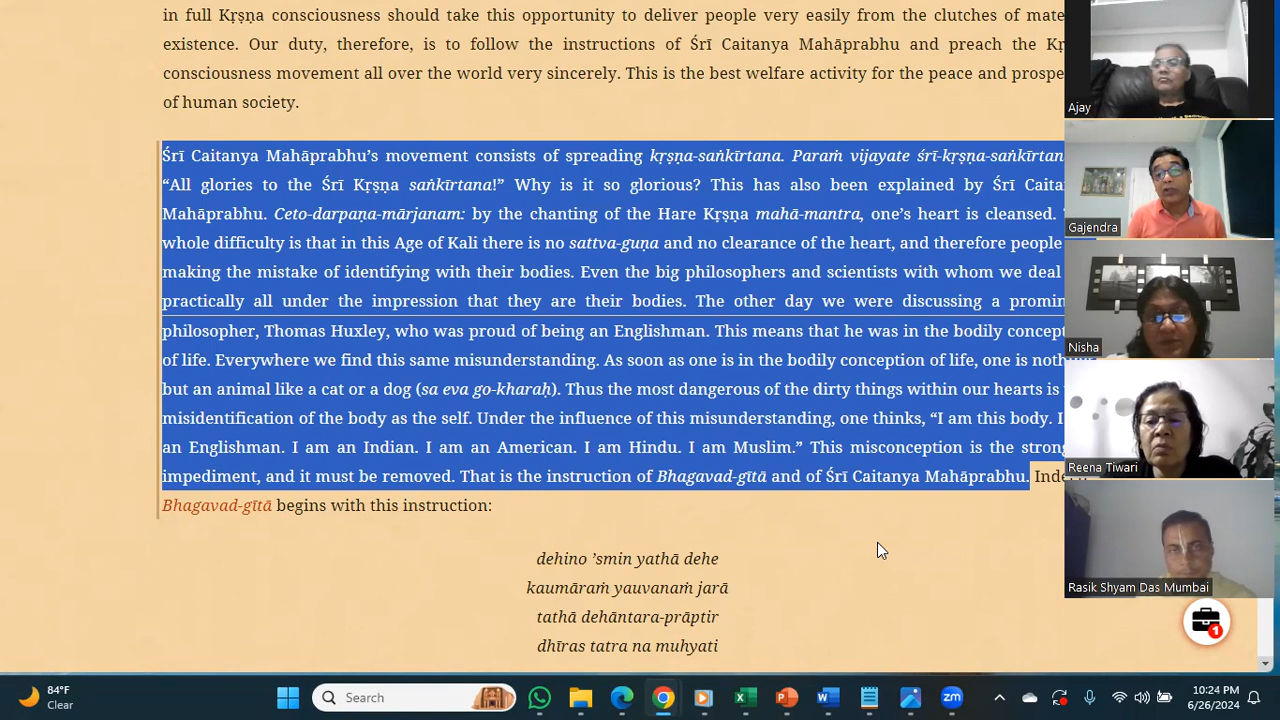 in full Kṛṣṇa consciousness should take this opportunity to deliver people very easily from the clutches of mate
existence. Our duty, therefore, is to follow the instructions of Śrī Caitanya Mahāprabhu and preach the Kṛ
consciousness movement all over the world very sincerely. This is the best welfare activity for the peace and prospe
of human society.
Śrī Caitanya Mahāprabhu’s movement consists of spreading kṛṣṇa-saṅkīrtana. Paraṁ vijayate śrī-kṛṣṇa-saṅkīrtan
“All glories to the Śrī Kṛṣṇa saṅkīrtana!” Why is it so glorious? This has also been explained by Śrī Caita
Mahāprabhu. Ceto-darpaṇa-mārjanam: by the chanting of the Hare Kṛṣṇa mahā-mantra, one’s heart is cleansed.
whole difficulty is that in this Age of Kali there is no sattva-guṇa and no clearance of the heart, and therefore people
making the mistake of identifying with their bodies. Even the big philosophers and scientists with whom we deal
practically all under the impression that they are their bodies. The other day we were discussing a promin
philosopher, Thomas Huxley, who was proud of being an Englishman. This means that he was in the bodily concept
of life. Everywhere we find this same misunderstanding. As soon as one is in the bodily conception of life, one is noth
but an animal like a cat or a dog (sa eva go-kharaḥ). Thus the most dangerous of the dirty things within our hearts is
misidentification of the body as the self. Under the influence of this misunderstanding, one thinks, “I am this body. I
an Englishman. I am an Indian. I am an American. I am Hindu. I am Muslim.” This misconception is the strong
impediment, and it must be removed. That is the instruction of Bhagavad-gītā and of Śrī Caitanya Mahāprabhu. Inde
Bhagavad-gītā begins with this instruction:
dehino ’smin yathā dehe
kaumāraṁ yauvanaṁ jarā
tathā dehāntara-prāptir
dhīras tatra na muhyati
Ajay
Gajendra
Nisha
Reena Tiwari
Rasik Shyam Das Mumbai
1
84°F
Clear
Search
zm
10:24 PM
6/26/2024